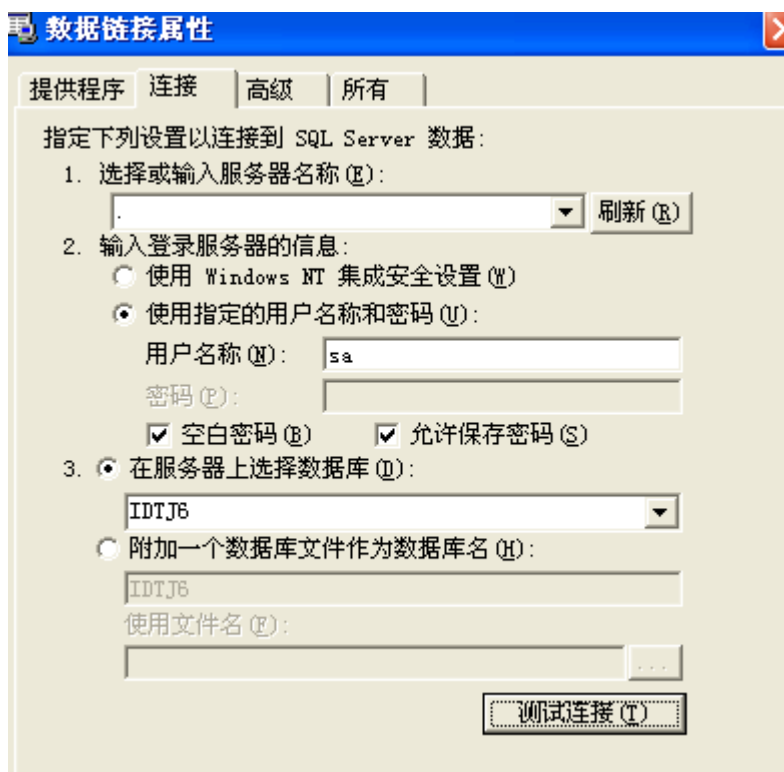 数据链接属性
提供程序 连接 高级 所有
指定下列设置以连接到 SQL Server 数据:
1. 选择或输入服务器名称(E):
. 刷新(R)
2. 输入登录服务器的信息:
使用 Windows NT 集成安全设置(W)
使用指定的用户名称和密码(U):
用户名称(N): sa
密码(P):
空白密码(B) 允许保存密码(S)
3. 在服务器上选择数据库(D):
IDTJ6
附加一个数据库文件作为数据库名(H):
IDTJ6
使用文件名(F):
...
测试连接(T)